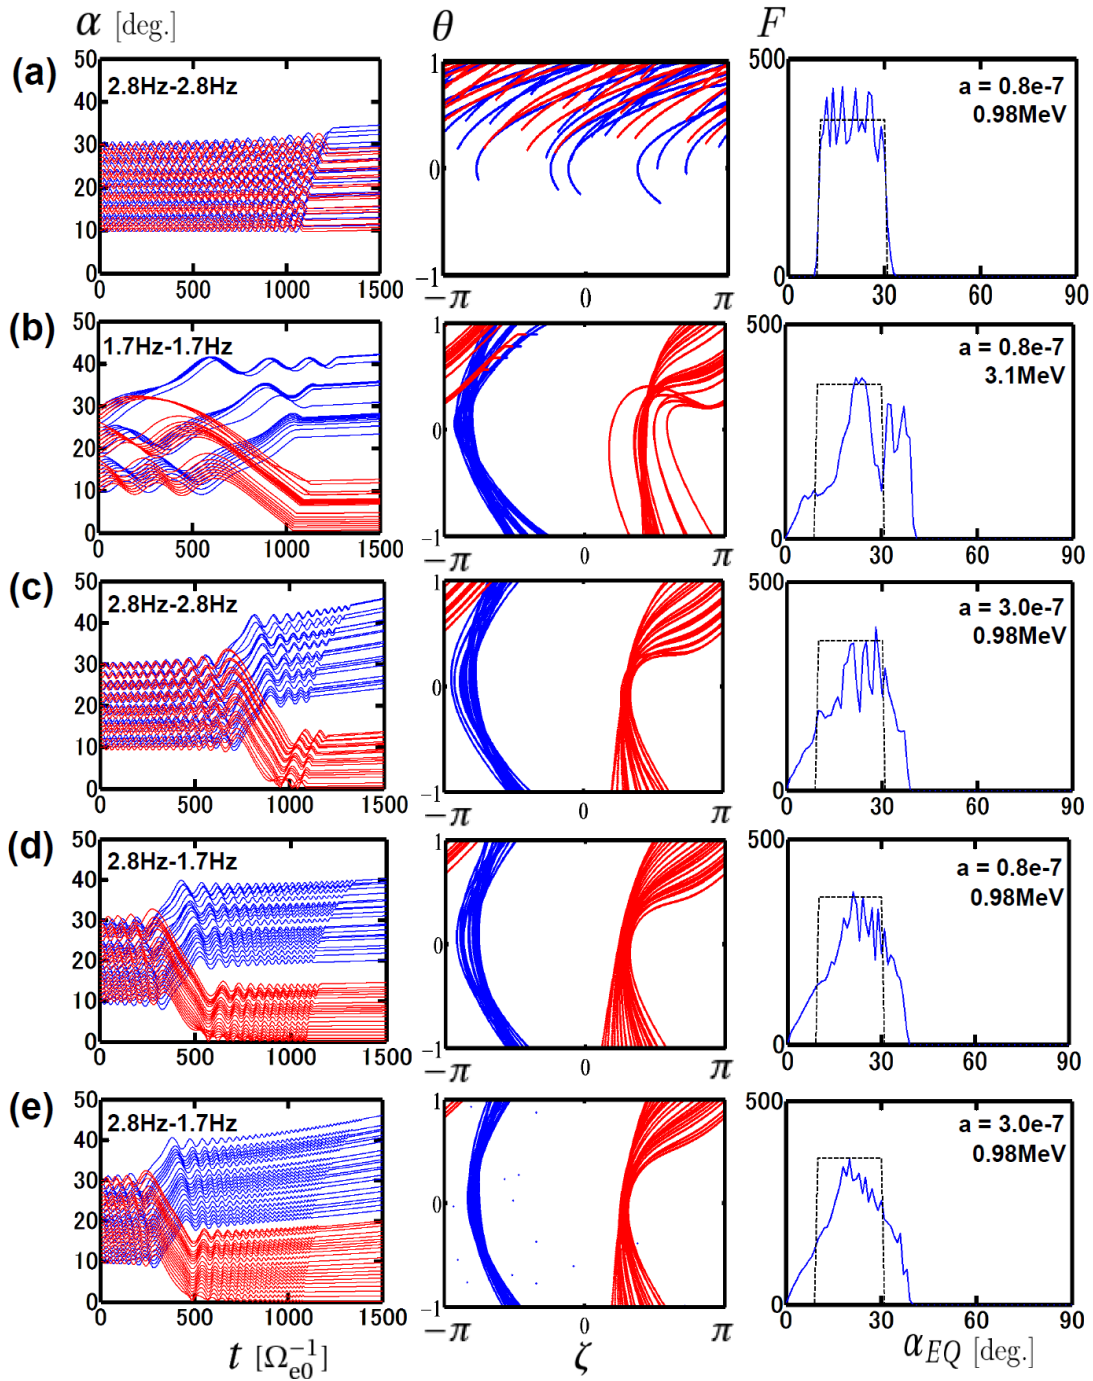 α [deg.] θ F
(a)
50 40 30 20 10 0
2.8Hz-2.8Hz
0 500 1000 1500
1 0 -1
−π 0 π
500 0
a = 0.8e-7
0.98MeV
0 30 60 90
(b)
50 40 30 20 10 0
1.7Hz-1.7Hz
0 500 1000 1500
1 0 -1
−π 0 π
500 0
a = 0.8e-7
3.1MeV
0 30 60 90
(c)
50 40 30 20 10 0
2.8Hz-2.8Hz
0 500 1000 1500
1 0 -1
−π 0 π
500 0
a = 3.0e-7
0.98MeV
0 30 60 90
(d)
50 40 30 20 10 0
2.8Hz-1.7Hz
0 500 1000 1500
1 0 -1
−π 0 π
500 0
a = 0.8e-7
0.98MeV
0 30 60 90
(e)
50 40 30 20 10 0
2.8Hz-1.7Hz
0 500 1000 1500
1 0 -1
−π 0 π
500 0
a = 3.0e-7
0.98MeV
0 30 60 90
t [Ω_{e0}^{-1}] ζ α_{EQ} [deg.]